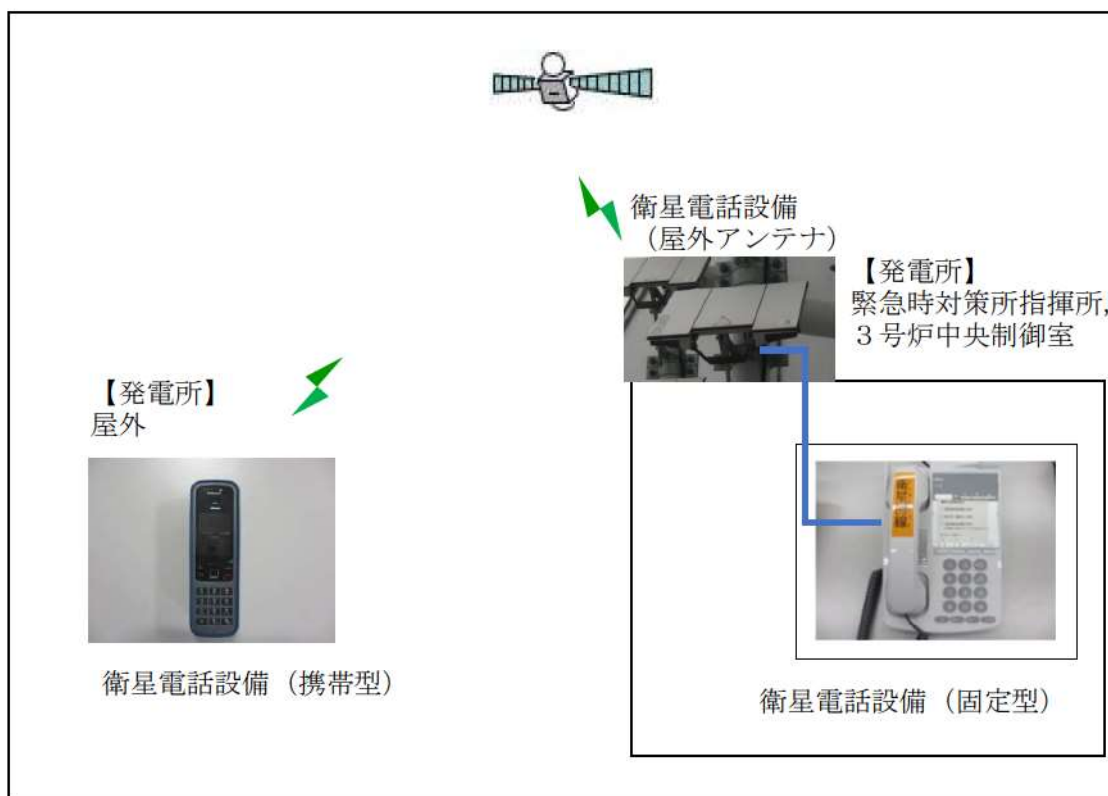 衛星電話設備
（屋外アンテナ）
【発電所】
緊急時対策所指揮所,
３号炉中央制御室
【発電所】
屋外
衛星電話設備（携帯型）
衛星電話設備（固定型）